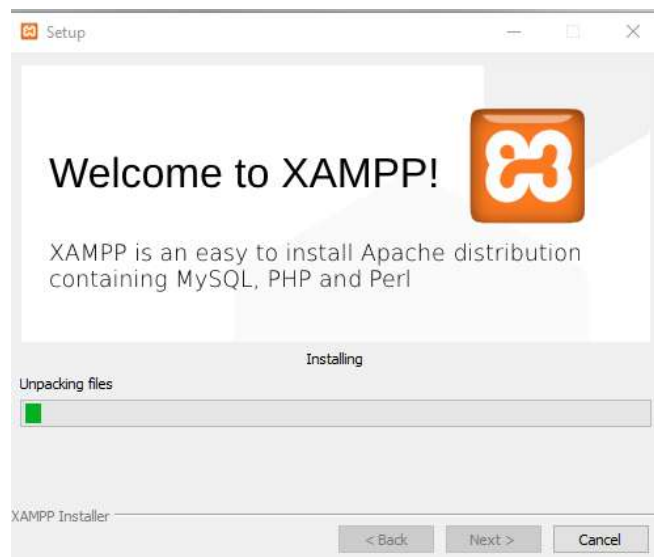 Setup
Welcome to XAMPP!
XAMPP is an easy to install Apache distribution
containing MySQL, PHP and Perl
Installing
Unpacking files
XAMPP Installer
< Back Next > Cancel